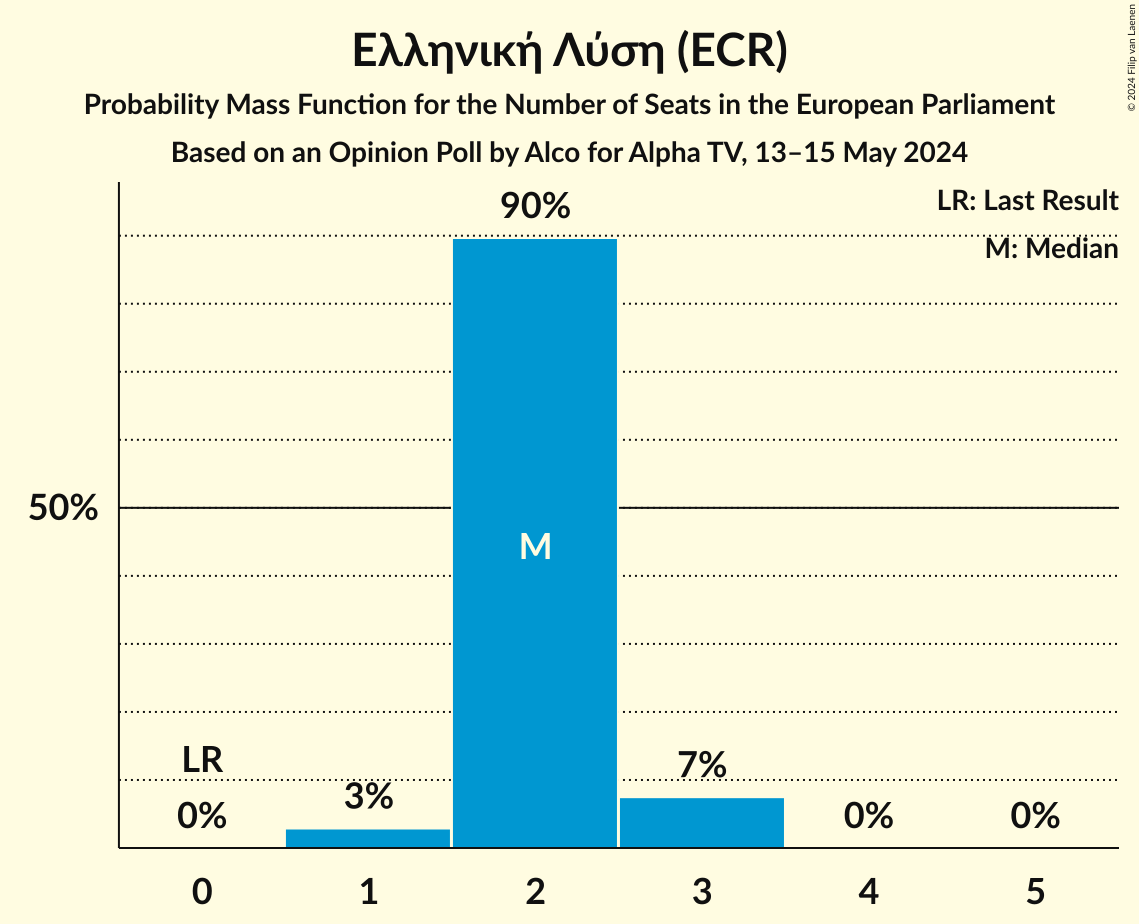 Ελληνική Λύση (ECR)
Probability Mass Function for the Number of Seats in the European Parliament
Based on an Opinion Poll by Alco for Alpha TV, 13–15 May 2024
© 2024 Filip van Laenen
LR: Last Result
M: Median
90%
50%
M
LR
0%
3%
7%
0%
0%
0
1
2
3
4
5